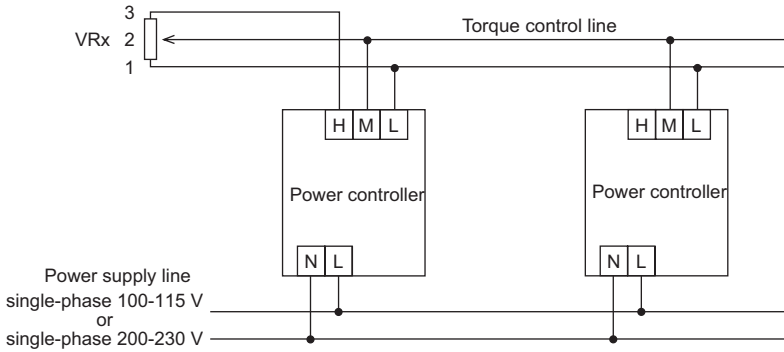 3
VRx 2
Torque control line
1
H M L
H M L
Power controller
Power controller
N L
N L
Power supply line
single-phase 100-115 V
or
single-phase 200-230 V